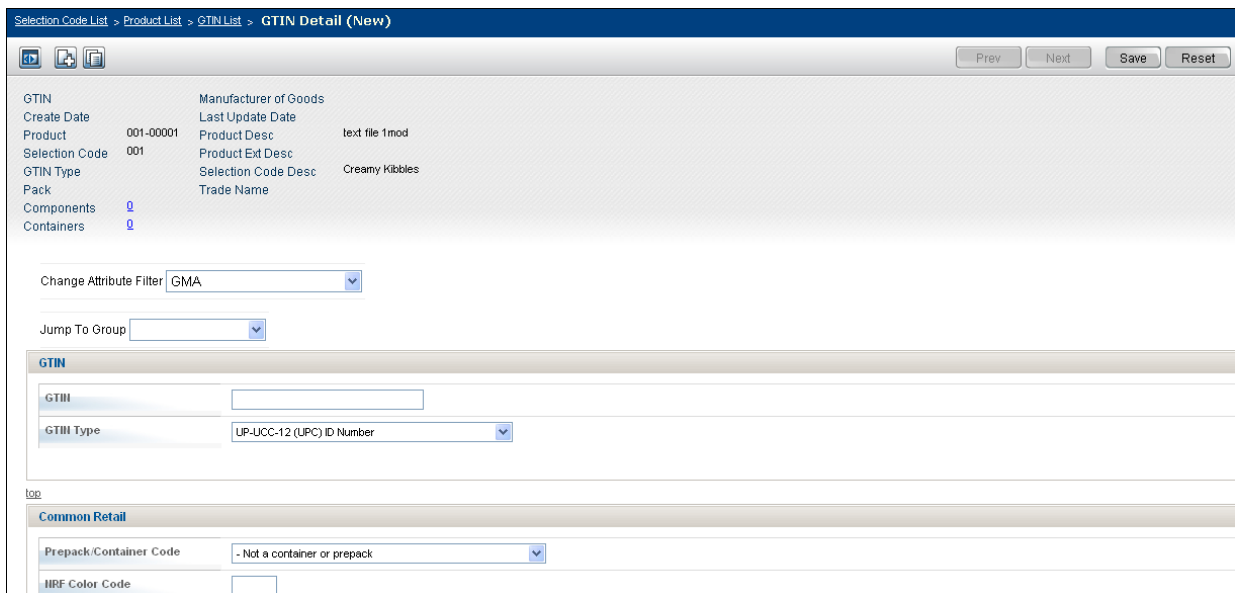 Selection Code List > Product List > GTIN List > GTIN Detail (New)
Prev Next Save Reset
GTIN Manufacturer of Goods
Create Date Last Update Date
Product 001-00001 Product Desc text file 1mod
Selection Code 001 Product Ext Desc
GTIN Type Selection Code Desc Creamy Kibbles
Pack Trade Name
Components 0
Containers 0
Change Attribute Filter GMA
Jump To Group
GTIN
GTIN
GTIN Type UP-UCC-12 (UPC) ID Number
top
Common Retail
Prepack/Container Code - Not a container or prepack
NRF Color Code